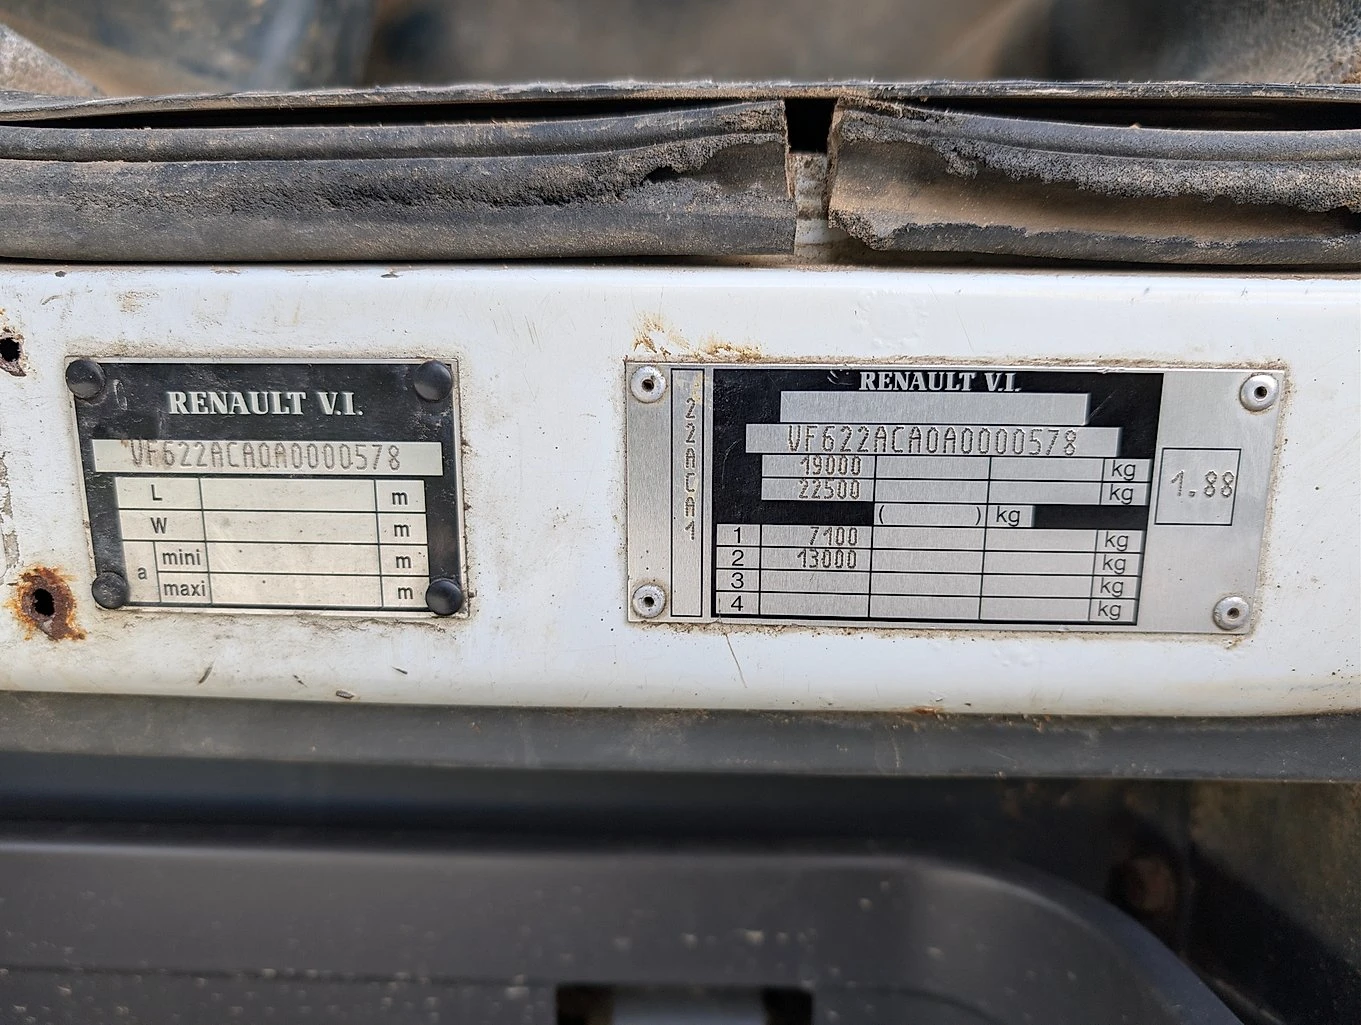 RENAULT V.I.
VF622ACA0A0000578
L m
W m
a mini m
maxi m
22ACA1
RENAULT V.I.
VF622ACA0A0000578
19000 kg
22500 kg
( ) kg
1 7100 kg
2 13000 kg
3 kg
4 kg
1.88